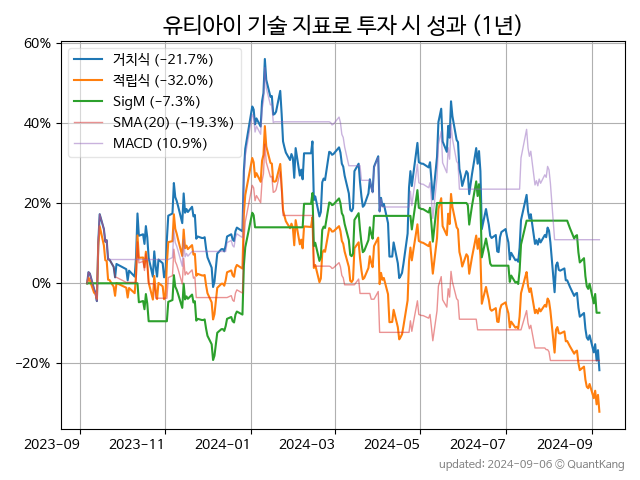 유티아이 기술 지표로 투자 시 성과 (1년)
60%
40%
20%
0%
−20%
거치식 (−21.7%)
적립식 (−32.0%)
SigM (−7.3%)
SMA(20) (−19.3%)
MACD (10.9%)
2023-09 2023-11 2024-01 2024-03 2024-05 2024-07 2024-09
updated: 2024-09-06 © QuantKang